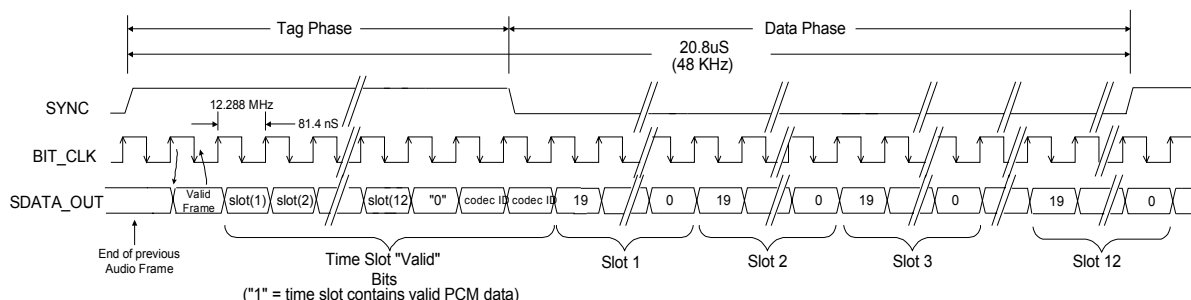 Tag Phase
Data Phase
20.8uS
(48 KHz)
SYNC
12.288 MHz
81.4 nS
BIT_CLK
SDATA_OUT
Valid
Frame
slot(1)
slot(2)
slot(12
"0"
codec ID
codec ID
19
0
19
0
19
0
19
0
End of previous
Audio Frame
Time Slot "Valid"
Bits
("1" = time slot contains valid PCM data)
Slot 1
Slot 2
Slot 3
Slot 12